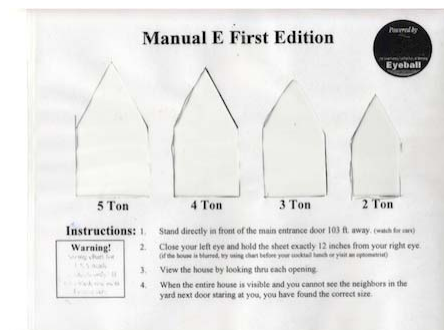 Manual E First Edition
Powered by
Eyeball
5 Ton
4 Ton
3 Ton
2 Ton
Instructions: 1. Stand directly in front of the main entrance door 103 ft. away. (watch for cars)
Warning!
2. Close your left eye and hold the sheet exactly 12 inches from your right eye.
(if the house is blurred, try using chart before your cocktail lunch or visit an optometrist)
3. View the house by looking thru each opening.
4. When the entire house is visible and you cannot see the neighbors in the
yard next door staring at you, you have found the correct size.